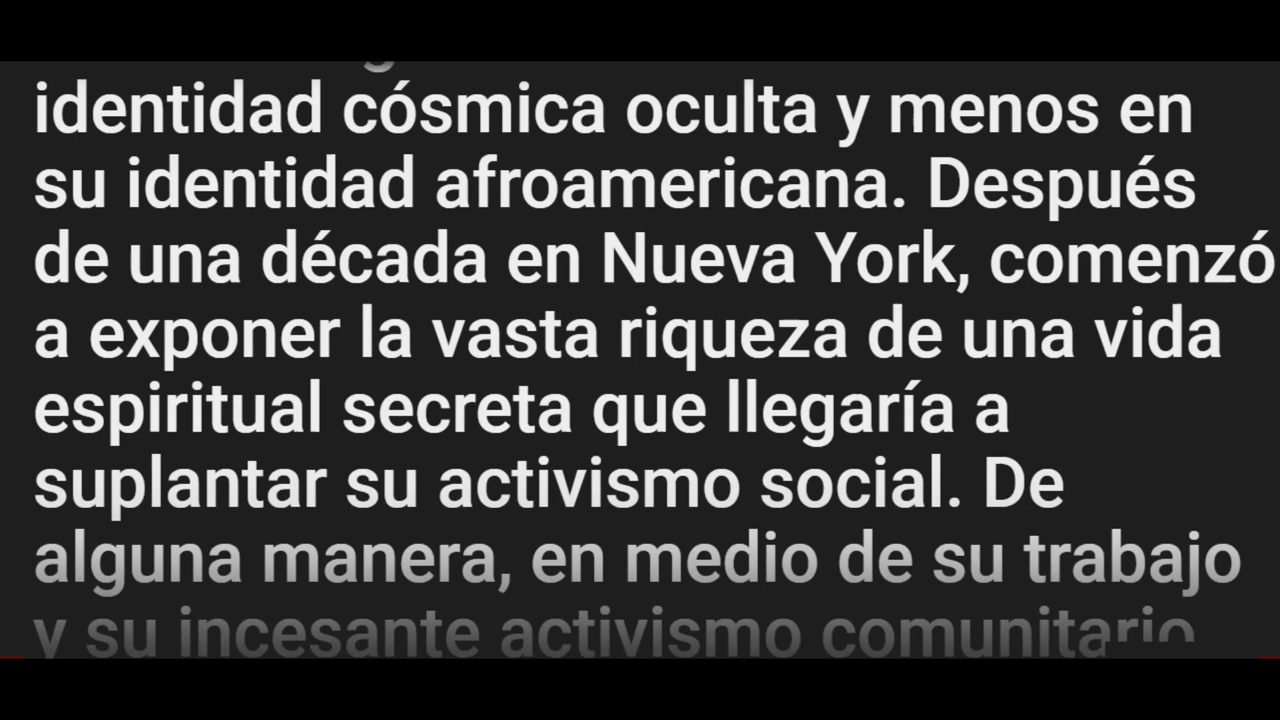 identidad cósmica oculta y menos en
su identidad afroamericana. Después
de una década en Nueva York, comenzó
a exponer la vasta riqueza de una vida
espiritual secreta que llegaría a
suplantar su activismo social. De
alguna manera, en medio de su trabajo
y su incesante activismo comunitario